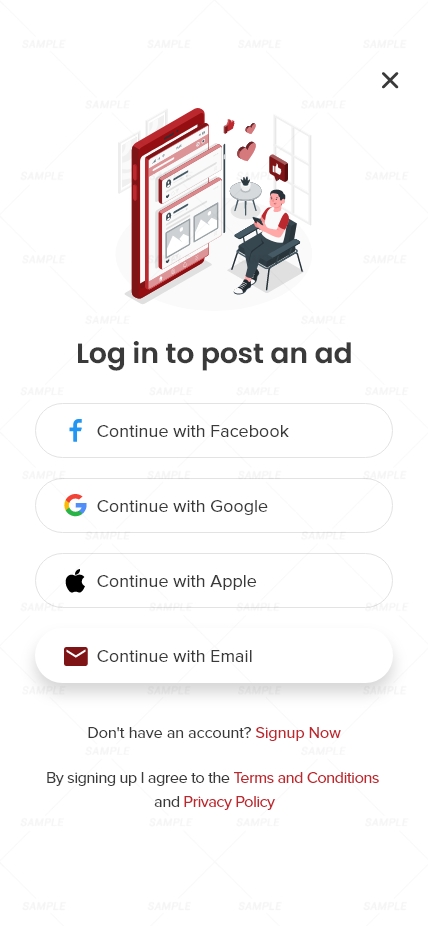 Log in to post an ad
Continue with Facebook
Continue with Google
Continue with Apple
Continue with Email
Don't have an account? Signup Now
By signing up I agree to the Terms and Conditions
and Privacy Policy
SAMPLE